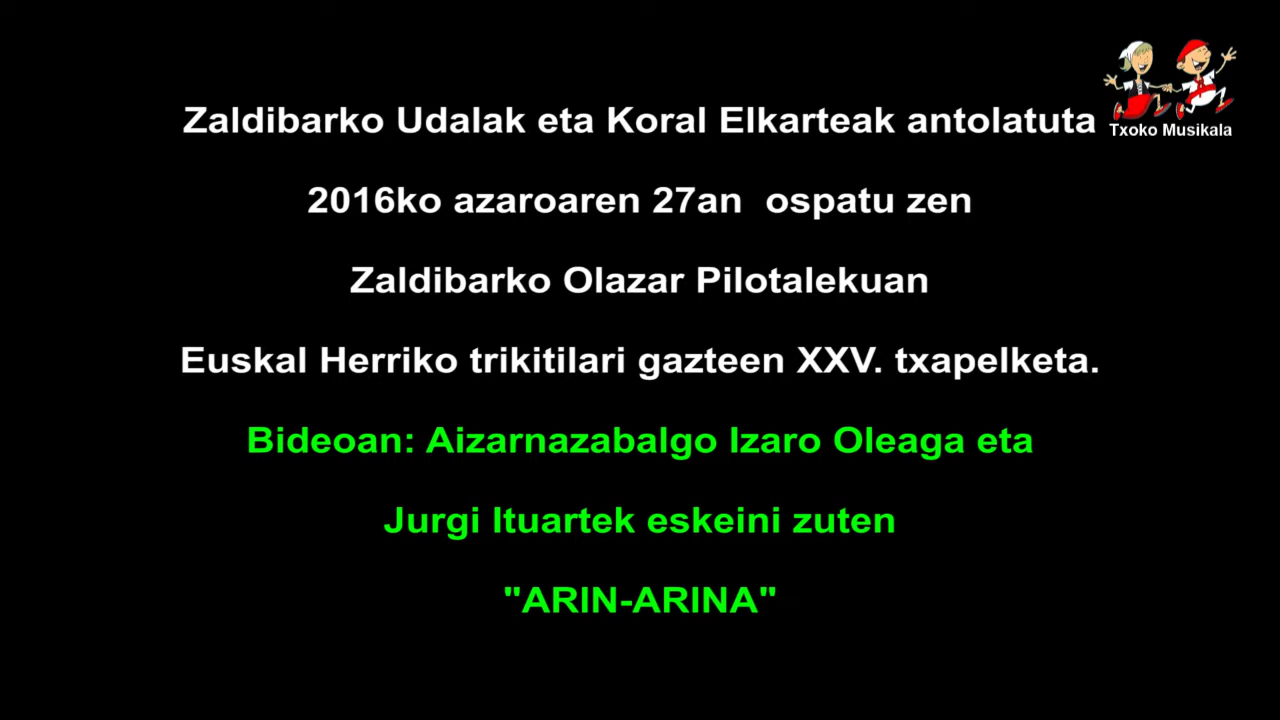 Zaldibarko Udalak eta Koral Elkarteak antolatuta
Txoko Musikala
2016ko azaroaren 27an  ospatu zen
Zaldibarko Olazar Pilotalekuan
Euskal Herriko trikitilari gazteen XXV. txapelketa.
Bideoan: Aizarnazabalgo Izaro Oleaga eta
Jurgi Ituartek eskeini zuten
"ARIN-ARINA"